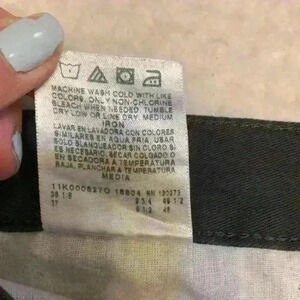 MACHINE WASH COLD WITH LIKE
COLORS, ONLY NON-CHLORINE
BLEACH WHEN NEEDED, TUMBLE
DRY LOW OR LINE DRY, MEDIUM
IRON
LAVAR EN LAVADORA CON COLORES
SIMILARES EN AQUA FRIA, USAR
SOLO BLANQUEADOR SIN CLORO SI
ES NECESARIO, SECAR COLGADO O
EN SECADORA A TEMPERATURA
BAJA, PLANCHAR A TEMPERATURA
MEDIA